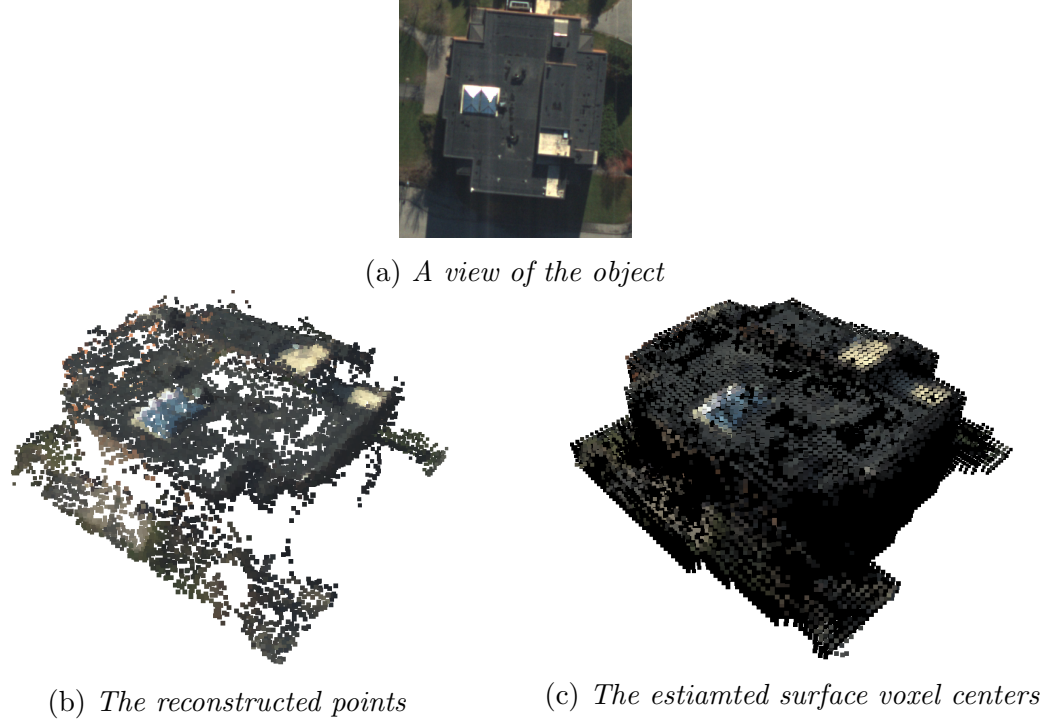 (a) A view of the object
(b) The reconstructed points
(c) The estiamted surface voxel centers